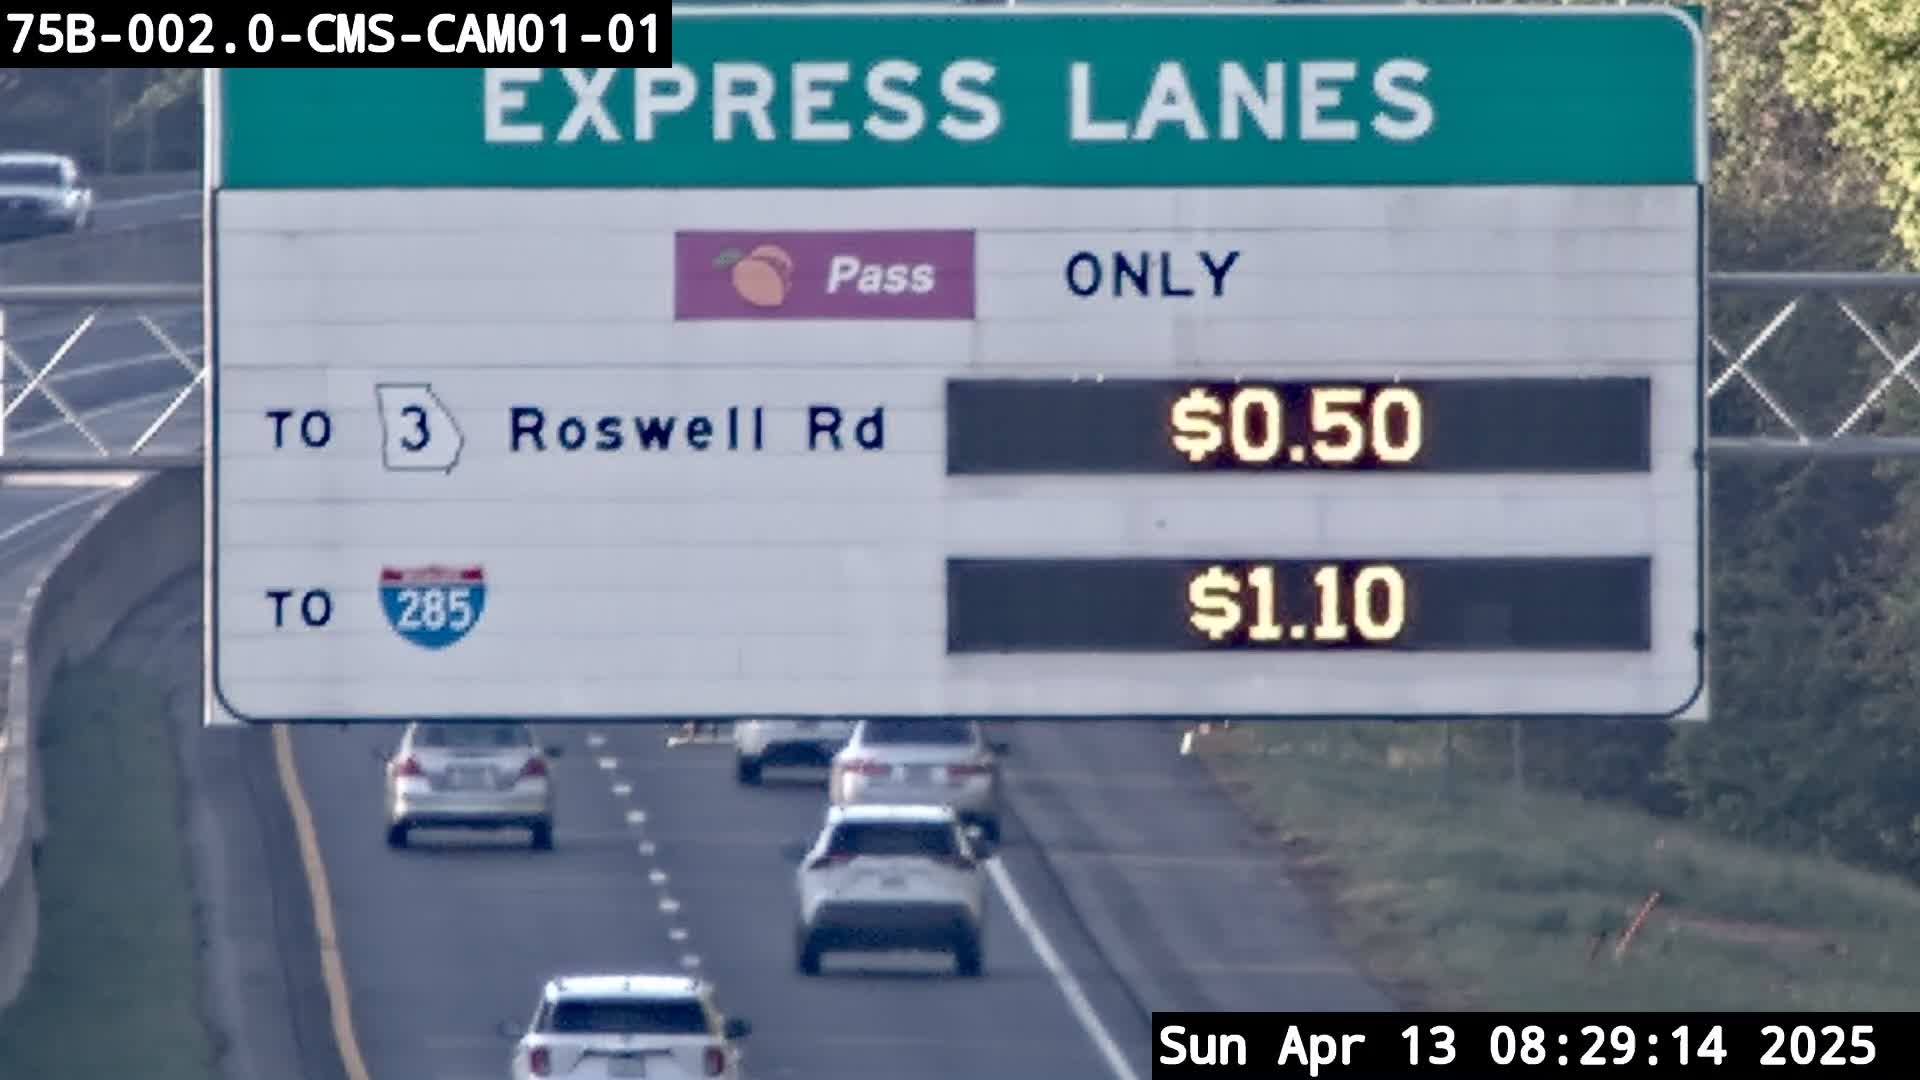 75B-002.0-CMS-CAM01-01
EXPRESS LANES
Pass ONLY
TO 3 Roswell Rd $0.50
TO 285 $1.10
Sun Apr 13 08:29:14 2025